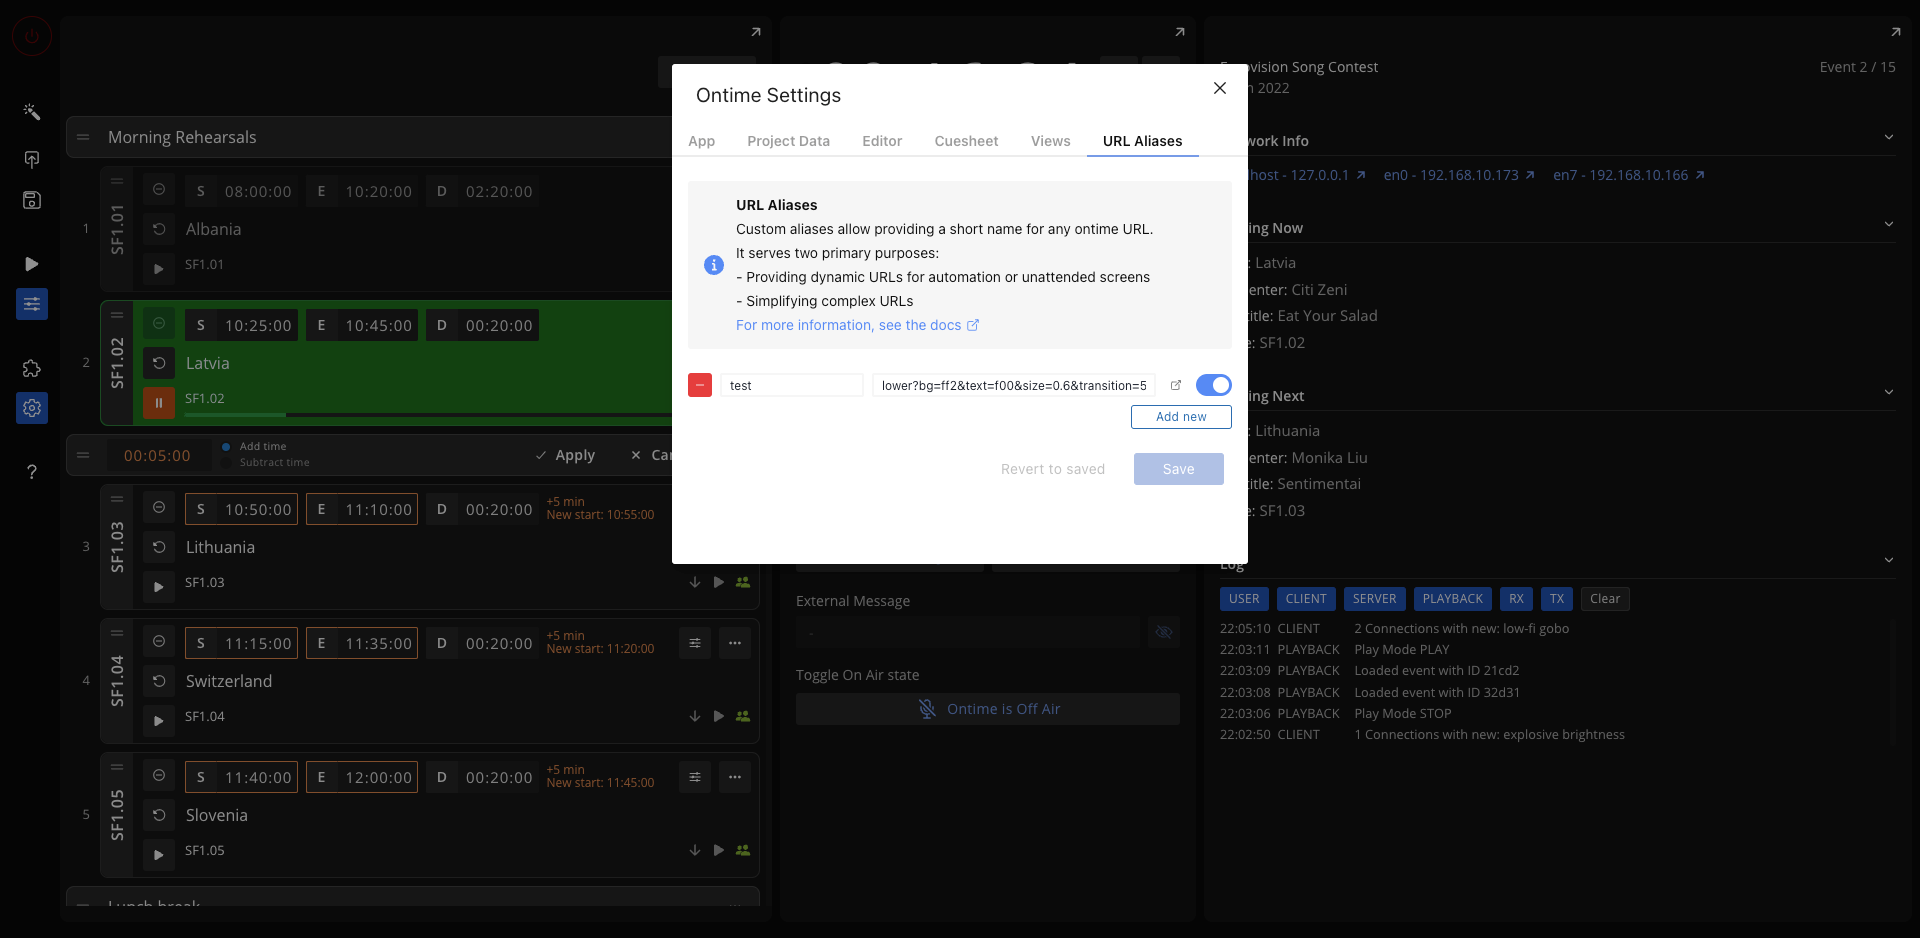 Ontime Settings
App Project Data Editor Cuesheet Views URL Aliases
URL Aliases
Custom aliases allow providing a short name for any ontime URL.
It serves two primary purposes:
- Providing dynamic URLs for automation or unattended screens
- Simplifying complex URLs
For more information, see the docs
test lower?bg=ff2&text=f00&size=0.6&transition=5
Add new
Revert to saved Save
Morning Rehearsals
1
SF1.01
S 08:00:00 E 10:20:00 D 02:20:00
Albania
SF1.01
2
SF1.02
S 10:25:00 E 10:45:00 D 00:20:00
Latvia
SF1.02
00:05:00
Add time
Subtract time
Apply
3
SF1.03
S 10:50:00 E 11:10:00 D 00:20:00
+5 min
New start: 10:55:00
Lithuania
SF1.03
4
SF1.04
S 11:15:00 E 11:35:00 D 00:20:00
+5 min
New start: 11:20:00
Switzerland
SF1.04
5
SF1.05
S 11:40:00 E 12:00:00 D 00:20:00
+5 min
New start: 11:45:00
Slovenia
SF1.05
Lunch break
External Message
-
Toggle On Air state
Ontime is Off Air
Song Contest Event 2 / 15
2022
Info
- 127.0.0.1 en0 - 192.168.10.173 en7 - 192.168.10.166
Now
Latvia
Citi Zeni
Eat Your Salad
SF1.02
Next
Lithuania
Monika Liu
Sentimentai
SF1.03
Log
USER CLIENT SERVER PLAYBACK RX TX Clear
22:05:10 CLIENT 2 Connections with new: low-fi gobo
22:03:11 PLAYBACK Play Mode PLAY
22:03:09 PLAYBACK Loaded event with ID 21cd2
22:03:08 PLAYBACK Loaded event with ID 32d31
22:03:06 PLAYBACK Play Mode STOP
22:02:50 CLIENT 1 Connections with new: explosive brightness